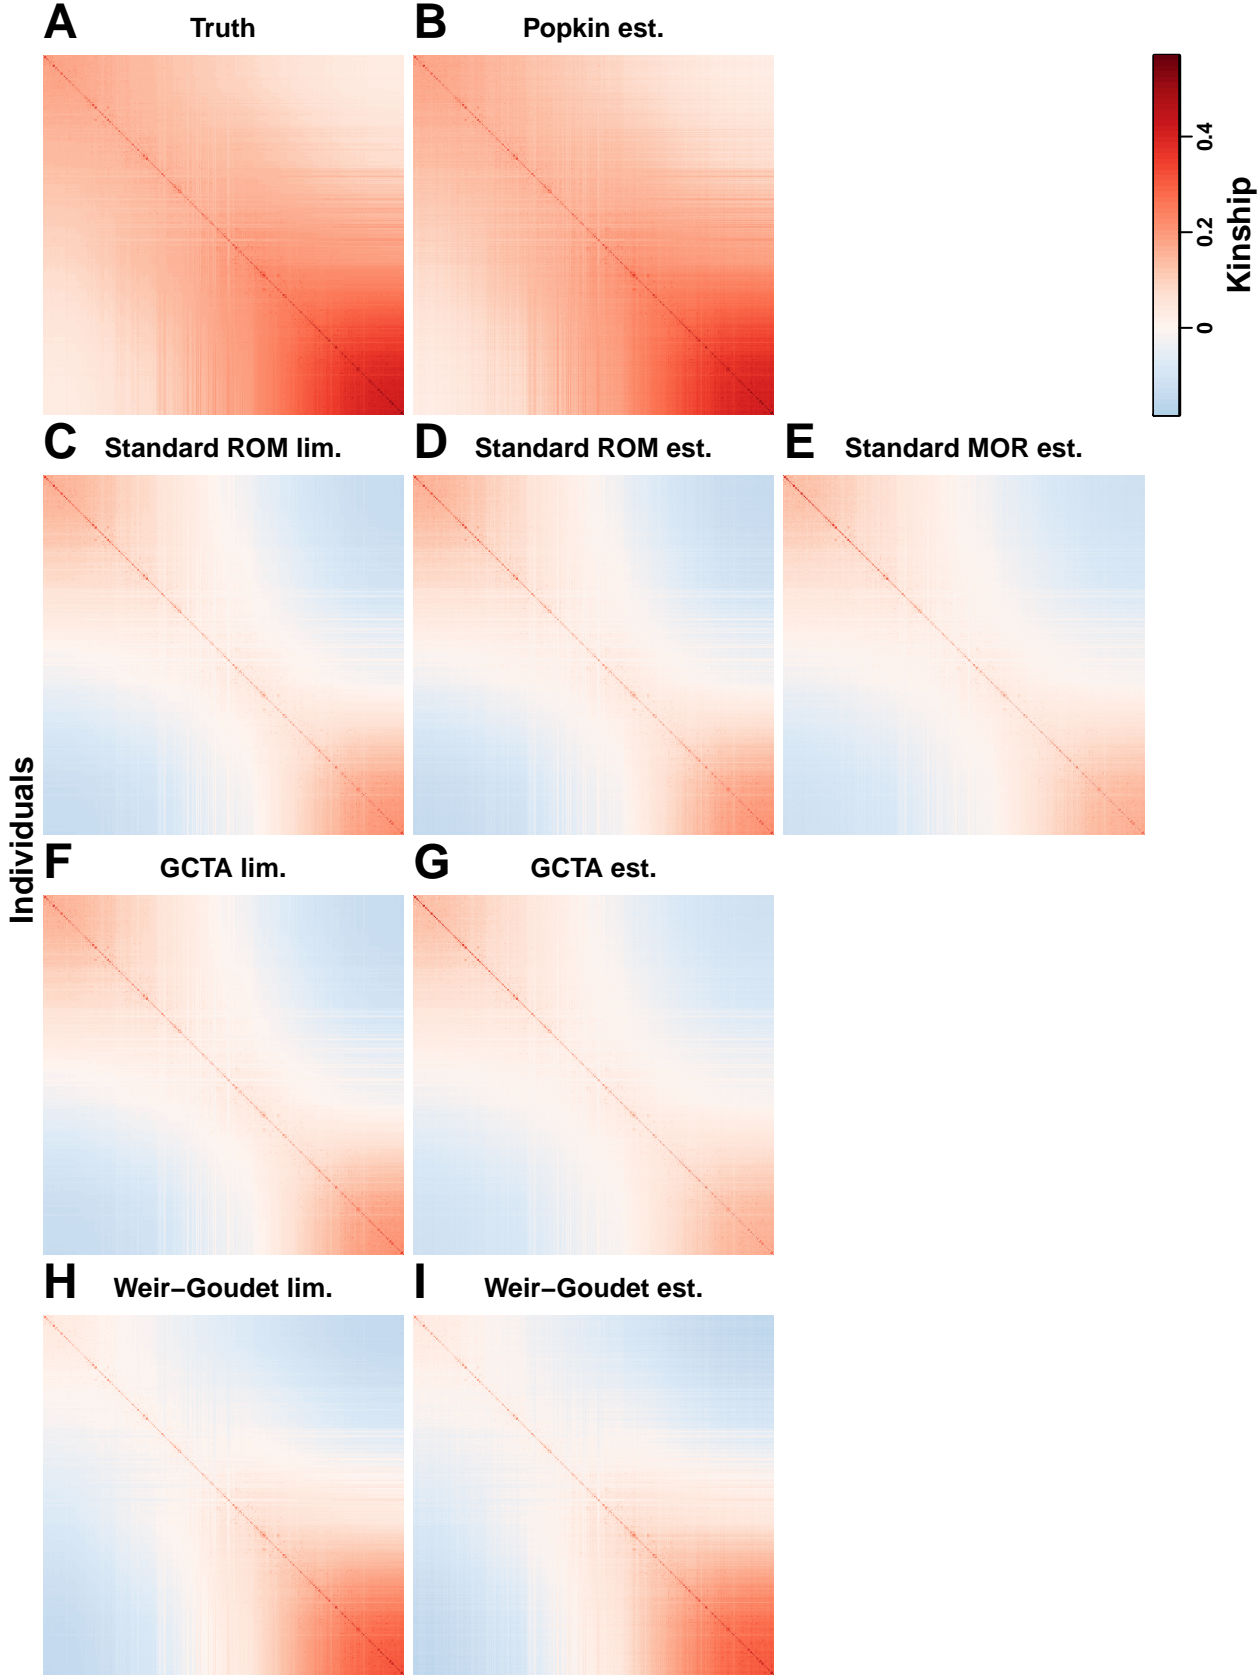 A Truth
B Popkin est.
0.4
0.2
0
Kinship
C Standard ROM lim.
D Standard ROM est.
E Standard MOR est.
Individuals
F GCTA lim.
G GCTA est.
H Weir−Goudet lim.
I Weir−Goudet est.